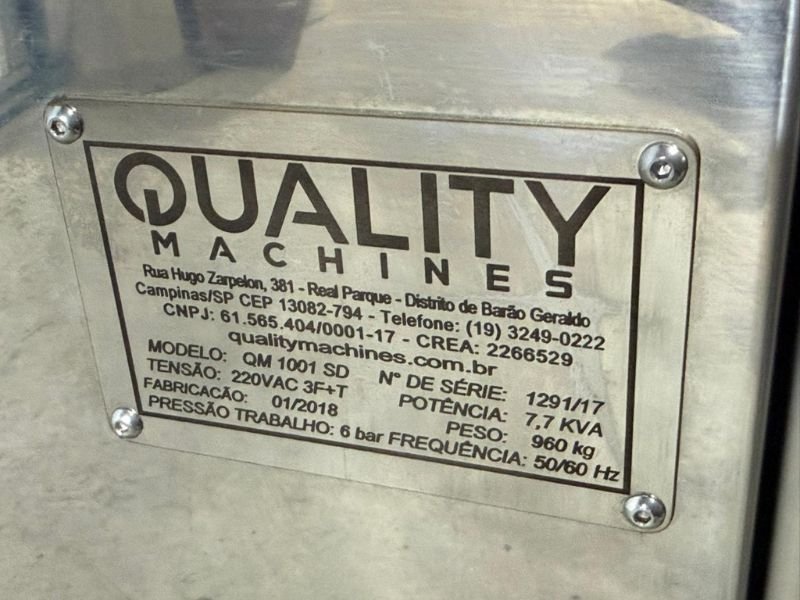 QUALITY
MACHINES
Rua Hugo Zarpelon, 381 - Real Parque - Distrito de Barão Geraldo
Campinas/SP CEP 13082-794 - Telefone: (19) 3249-0222
CNPJ: 61.565.404/0001-17 - CREA: 2266529
qualitymachines.com.br
MODELO: QM 1001 SD N° DE SÉRIE: 1291/17
TENSÃO: 220VAC 3F+T POTÊNCIA: 7,7 KVA
FABRICACÃO: 01/2018 PESO: 960 kg
PRESSÃO TRABALHO: 6 bar FREQUÊNCIA: 50/60 Hz